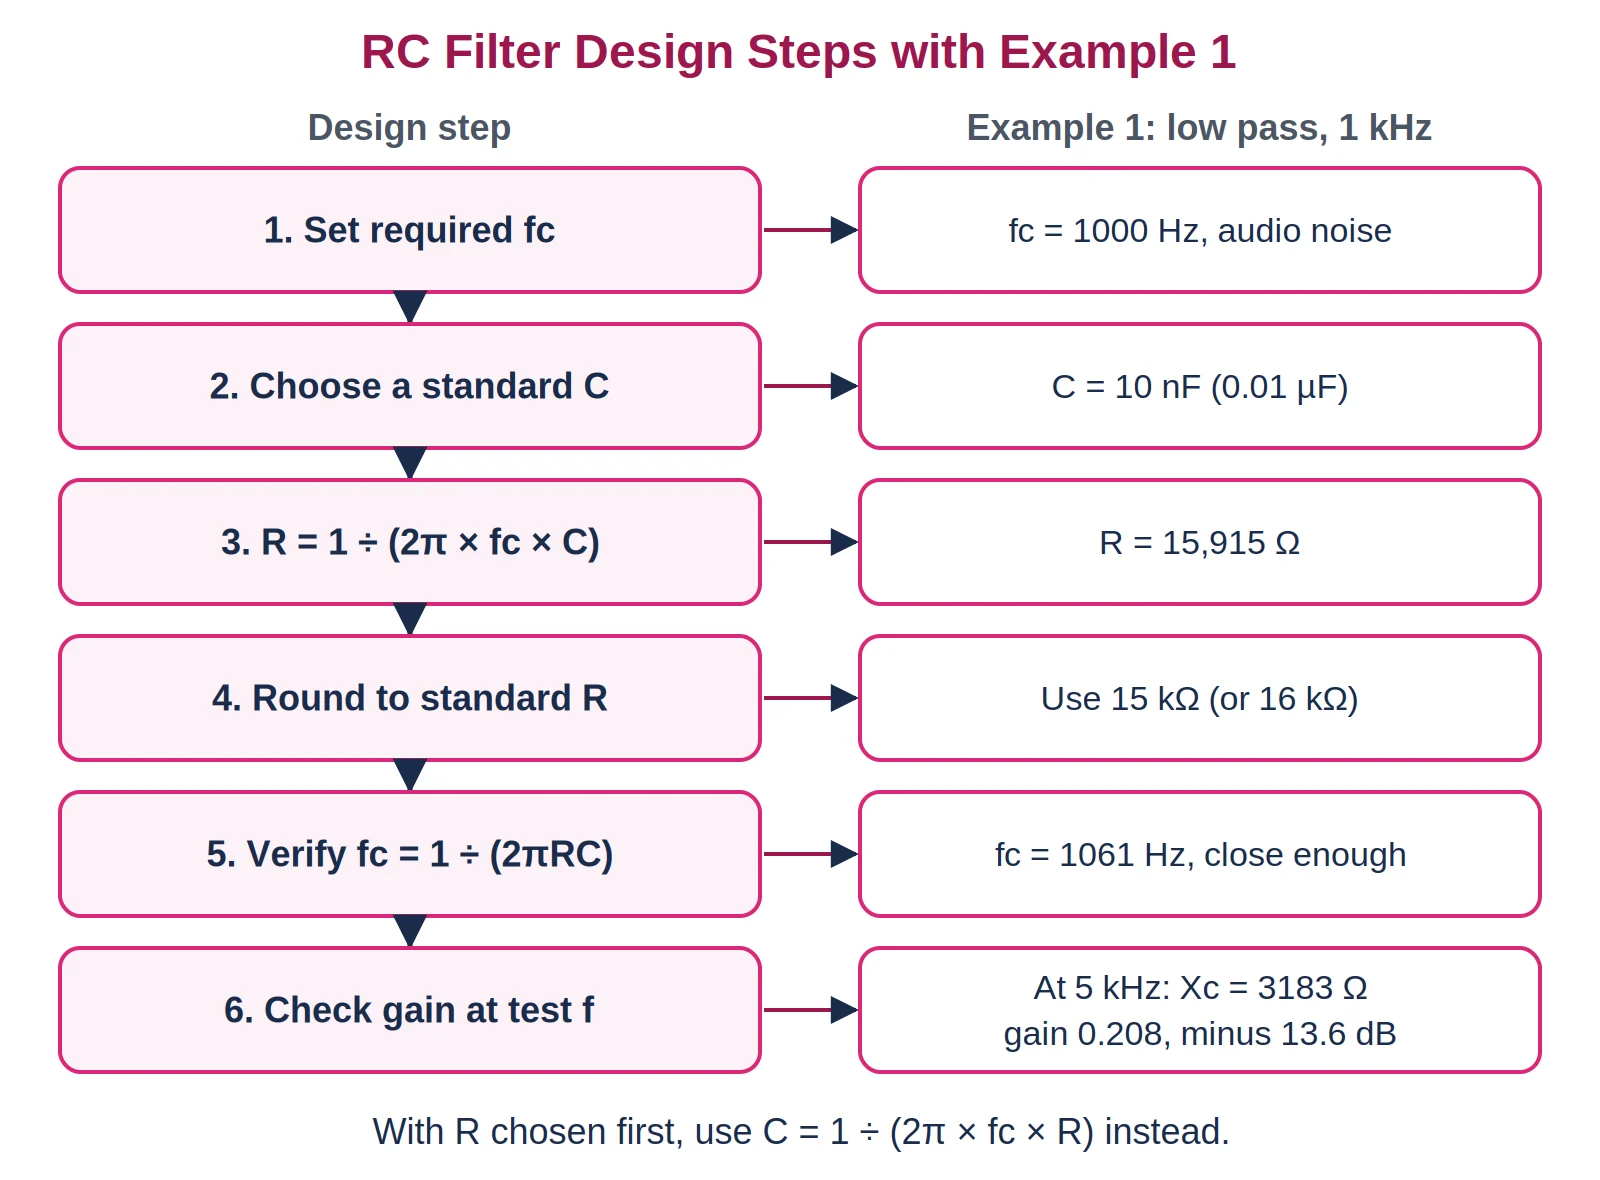 RC Filter Design Steps with Example 1
Design step
Example 1: low pass, 1 kHz
1. Set required fc
fc = 1000 Hz, audio noise
2. Choose a standard C
C = 10 nF (0.01 µF)
3. R = 1 ÷ (2π × fc × C)
R = 15,915 Ω
4. Round to standard R
Use 15 kΩ (or 16 kΩ)
5. Verify fc = 1 ÷ (2πRC)
fc = 1061 Hz, close enough
6. Check gain at test f
At 5 kHz: Xc = 3183 Ω
gain 0.208, minus 13.6 dB
With R chosen first, use C = 1 ÷ (2π × fc × R) instead.